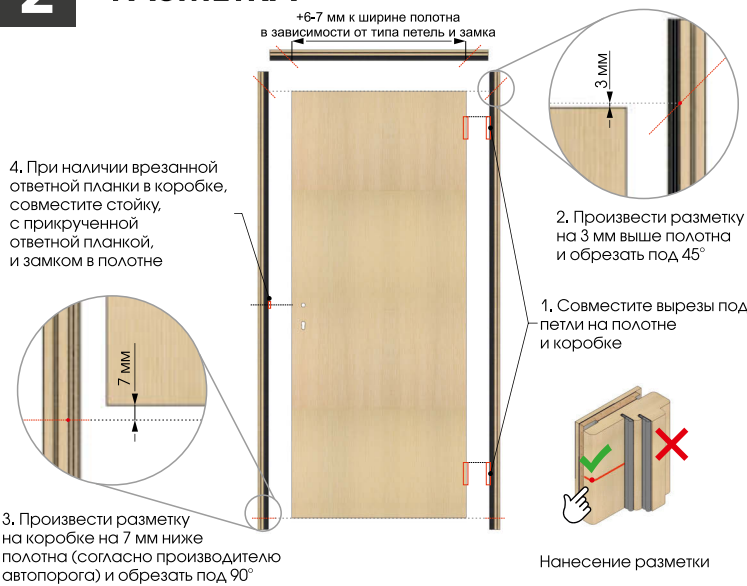 2
РАЗМЕТКА
+6-7 мм к ширине полотна
в зависимости от типа петель и замка
3 мм
4. При наличии врезанной
ответной планки в коробке,
совместите стойку,
с прикрученной
ответной планкой,
и замком в полотне
2. Произвести разметку
на 3 мм выше полотна
и обрезать под 45°
1. Совместите вырезы под
петли на полотне
и коробке
7 мм
3. Произвести разметку
на коробке на 7 мм ниже
полотна (согласно производителю
автопорога) и обрезать под 90°
Нанесение разметки